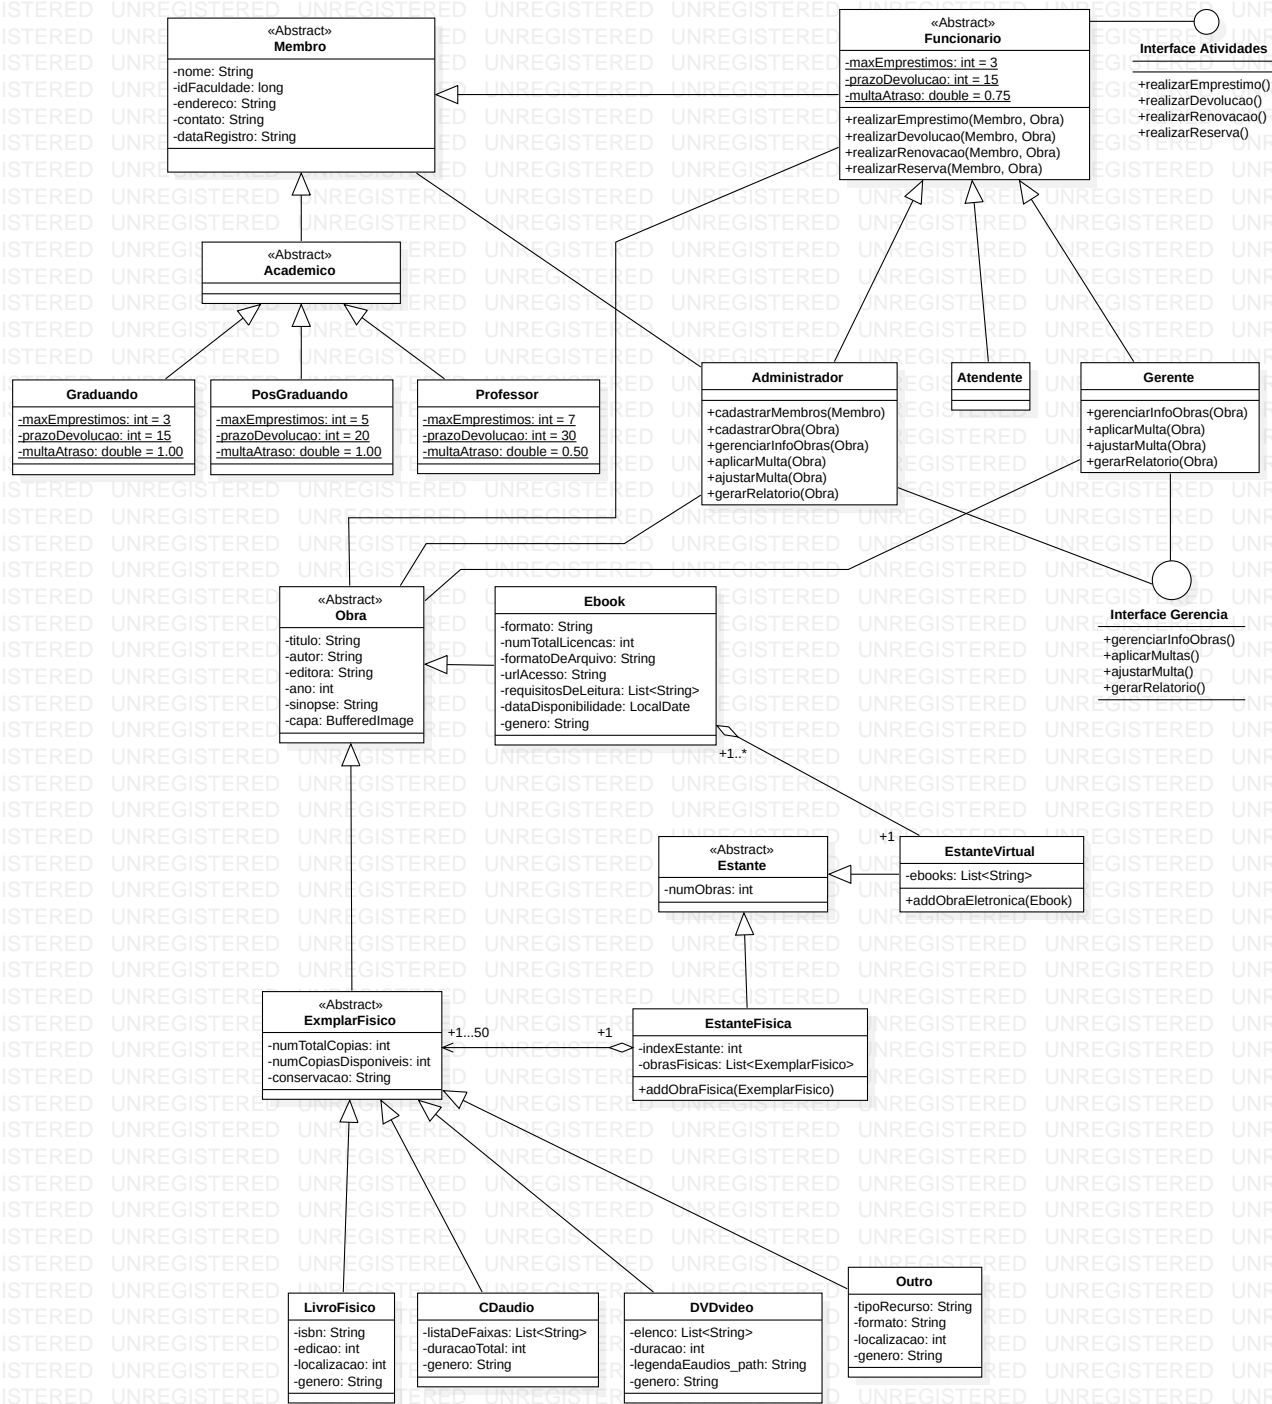 «Abstract»
Membro
-nome: String
-idFaculdade: long
-endereco: String
-contato: String
-dataRegistro: String
«Abstract»
Funcionario
-maxEmprestimos: int = 3
-prazoDevolucao: int = 15
-multaAtraso: double = 0.75
+realizarEmprestimo(Membro, Obra)
+realizarDevolucao(Membro, Obra)
+realizarRenovacao(Membro, Obra)
+realizarReserva(Membro, Obra)
Interface Atividades
+realizarEmprestimo()
+realizarDevolucao()
+realizarRenovacao()
+realizarReserva()
«Abstract»
Academico
Graduando
-maxEmprestimos: int = 3
-prazoDevolucao: int = 15
-multaAtraso: double = 1.00
PosGraduando
-maxEmprestimos: int = 5
-prazoDevolucao: int = 20
-multaAtraso: double = 1.00
Professor
-maxEmprestimos: int = 7
-prazoDevolucao: int = 30
-multaAtraso: double = 0.50
Administrador
+cadastrarMembros(Membro)
+cadastrarObra(Obra)
+gerenciarInfoObras(Obra)
+aplicarMulta(Obra)
+ajustarMulta(Obra)
+gerarRelatorio(Obra)
Atendente
Gerente
+gerenciarInfoObras(Obra)
+aplicarMulta(Obra)
+ajustarMulta(Obra)
+gerarRelatorio(Obra)
«Abstract»
Obra
-titulo: String
-autor: String
-editora: String
-ano: int
-sinopse: String
-capa: BufferedImage
Ebook
-formato: String
-numTotalLicencas: int
-formatoDeArquivo: String
-urlAcesso: String
-requisitosDeLeitura: List<String>
-dataDisponibilidade: LocalDate
-genero: String
Interface Gerencia
+gerenciarInfoObras()
+aplicarMultas()
+ajustarMulta()
+gerarRelatorio()
+1..*
+1
«Abstract»
Estante
-numObras: int
EstanteVirtual
-ebooks: List<String>
+addObraEletronica(Ebook)
«Abstract»
ExmplarFisico
-numTotalCopias: int
-numCopiasDisponiveis: int
-conservacao: String
+1...50
+1
EstanteFisica
-indexEstante: int
-obrasFisicas: List<ExemplarFisico>
+addObraFisica(ExemplarFisico)
LivroFisico
-isbn: String
-edicao: int
-localizacao: int
-genero: String
CDaudio
-listaDeFaixas: List<String>
-duracaoTotal: int
-genero: String
DVDvideo
-elenco: List<String>
-duracao: int
-legendaEaudios_path: String
-genero: String
Outro
-tipoRecurso: String
-formato: String
-localizacao: int
-genero: String